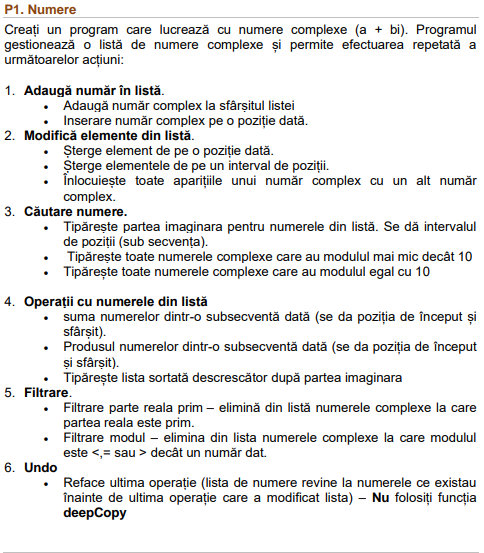 P1. Numere
Creați un program care lucrează cu numere complexe (a + bi). Programul
gestionează o listă de numere complexe și permite efectuarea repetată a
următoarelor acțiuni:
1. Adaugă număr în listă.
• Adaugă număr complex la sfârșitul listei
• Inserare număr complex pe o poziție dată.
2. Modifică elemente din listă.
• Șterge element de pe o poziție dată.
• Șterge elementele de pe un interval de poziții.
• Înlocuiește toate aparițiile unui număr complex cu un alt număr
complex.
3. Căutare numere.
• Tipărește partea imaginara pentru numerele din listă. Se dă intervalul
de poziții (sub secvența).
• Tipărește toate numerele complexe care au modulul mai mic decât 10
• Tipărește toate numerele complexe care au modulul egal cu 10
4. Operații cu numerele din listă
• suma numerelor dintr-o subsecventă dată (se da poziția de început și
sfârșit).
• Produsul numerelor dintr-o subsecventă dată (se da poziția de început
și sfârșit).
• Tipărește lista sortată descrescător după partea imaginara
5. Filtrare.
• Filtrare parte reala prim – elimină din listă numerele complexe la care
partea reala este prim.
• Filtrare modul – elimina din lista numerele complexe la care modulul
este <,= sau > decât un număr dat.
6. Undo
• Reface ultima operație (lista de numere revine la numerele ce existau
înainte de ultima operație care a modificat lista) – Nu folosiți funcția
deepCopy